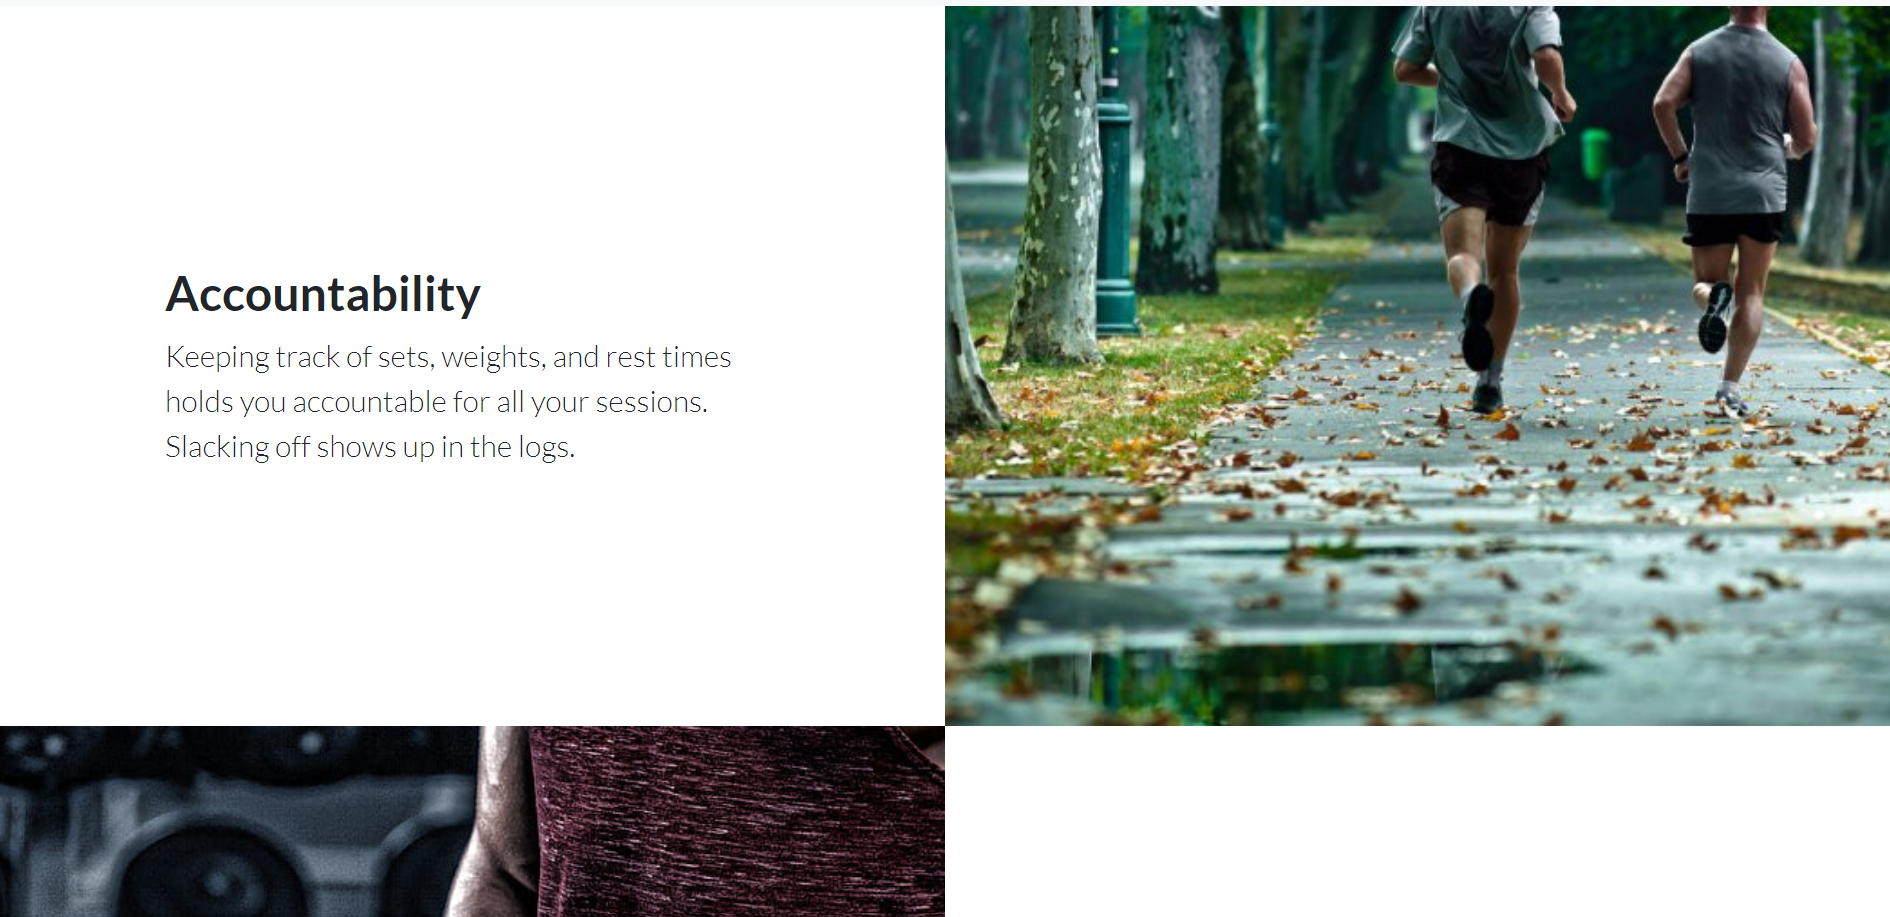 Accountability
Keeping track of sets, weights, and rest times
holds you accountable for all your sessions.
Slacking off shows up in the logs.